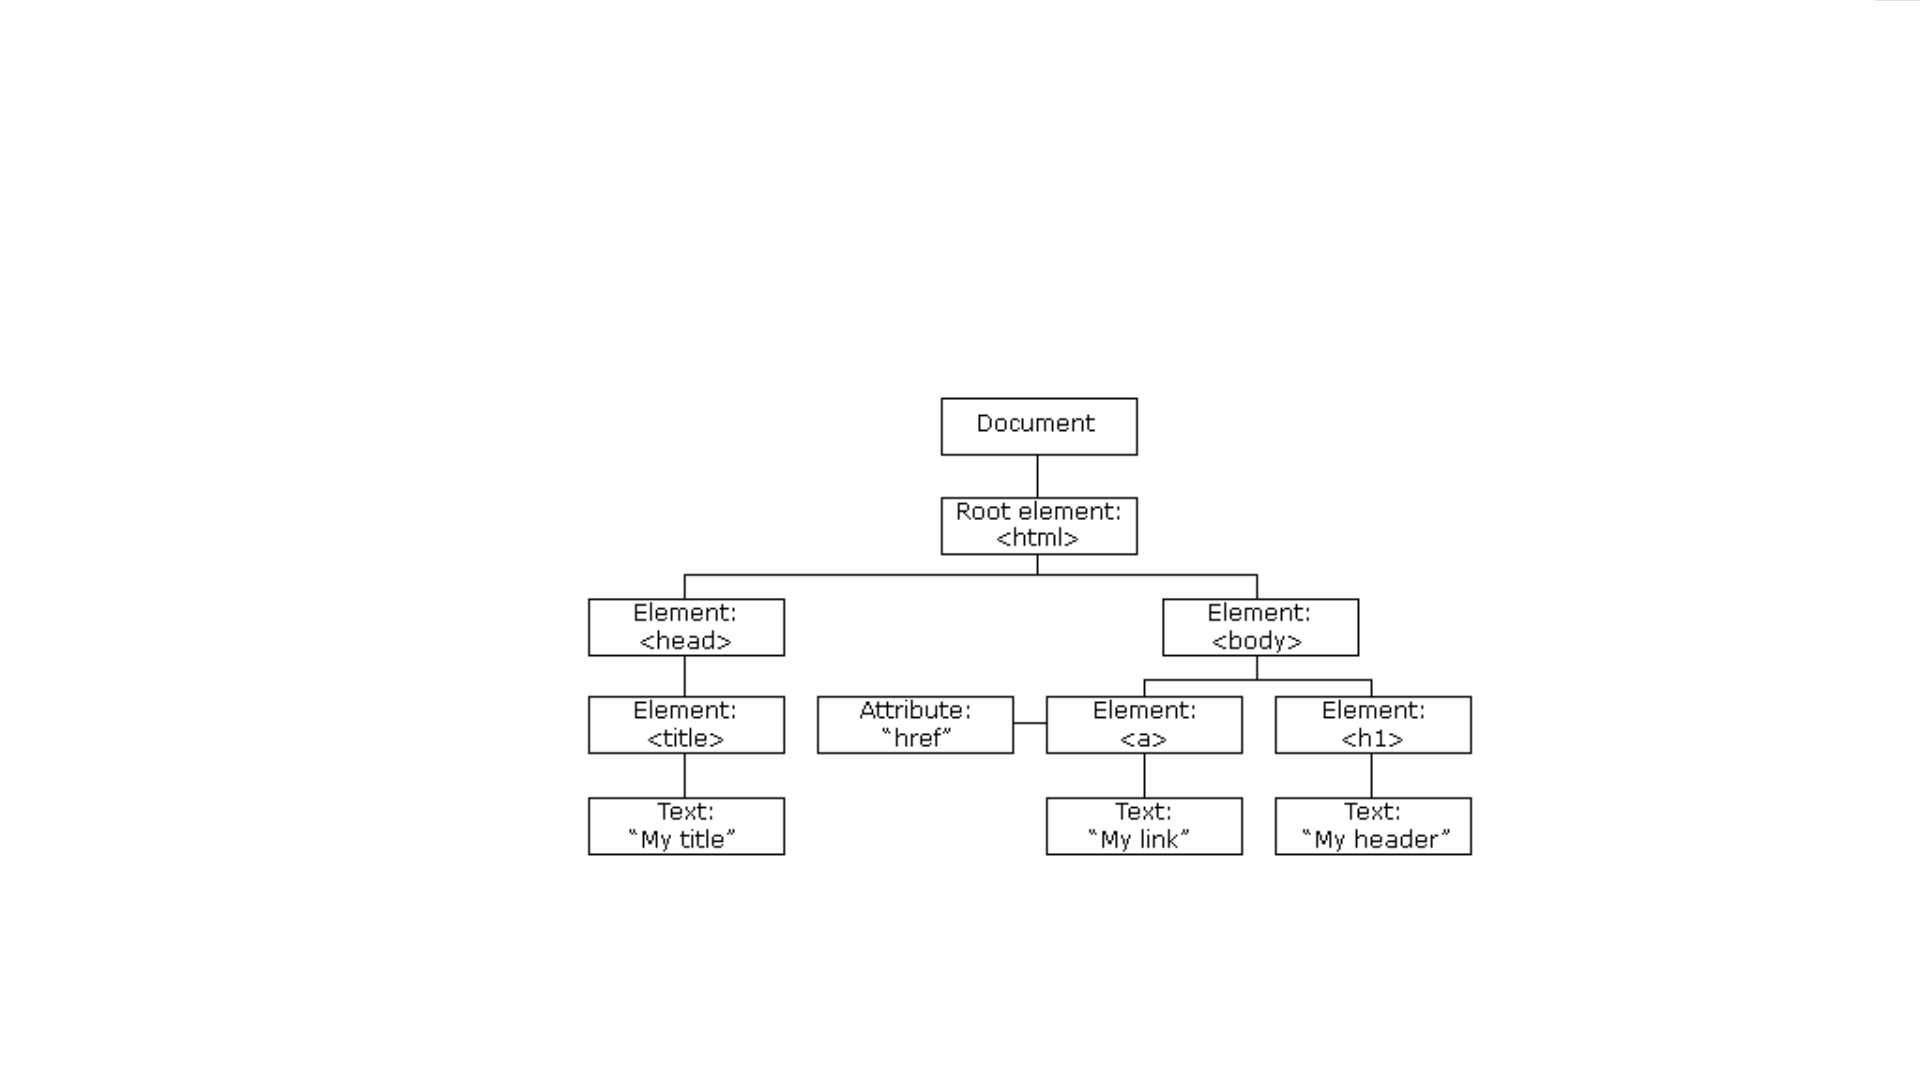 Document
Root element:
<html>
Element:
<head>
Element:
<body>
Element:
<title>
Attribute:
“href”
Element:
<a>
Element:
<h1>
Text:
“My title”
Text:
“My link”
Text:
“My header”